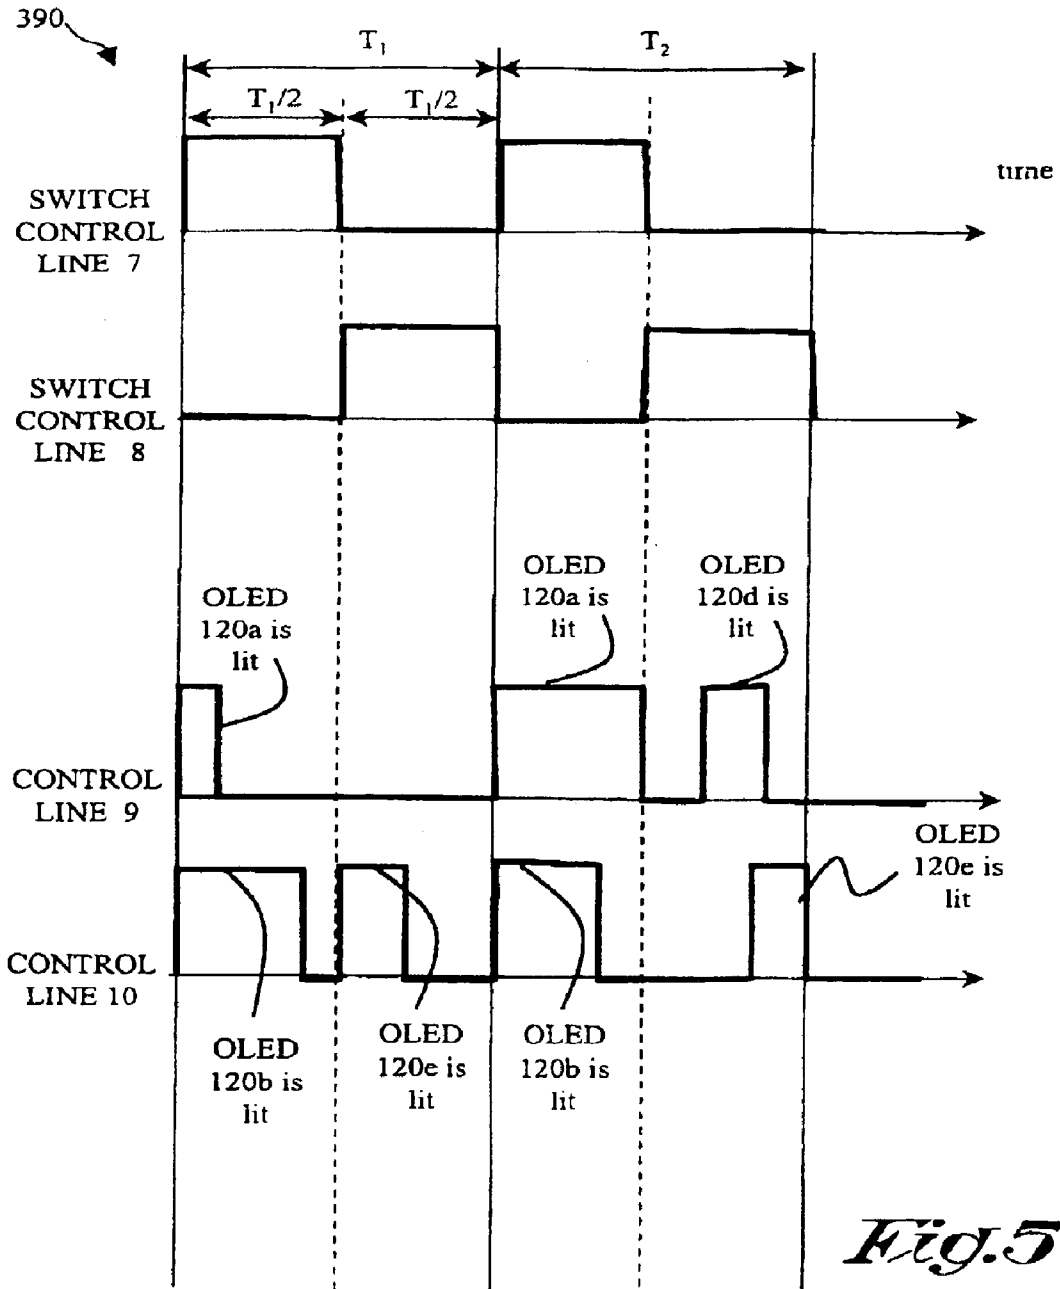 390
T₁
T₂
T₁/2
T₁/2
time
SWITCH
CONTROL
LINE 7
SWITCH
CONTROL
LINE 8
OLED
120a is
lit
OLED
120a is
lit
OLED
120d is
lit
CONTROL
LINE 9
OLED
120e is
lit
CONTROL
LINE 10
OLED
120b is
lit
OLED
120e is
lit
OLED
120b is
lit
Fig.5